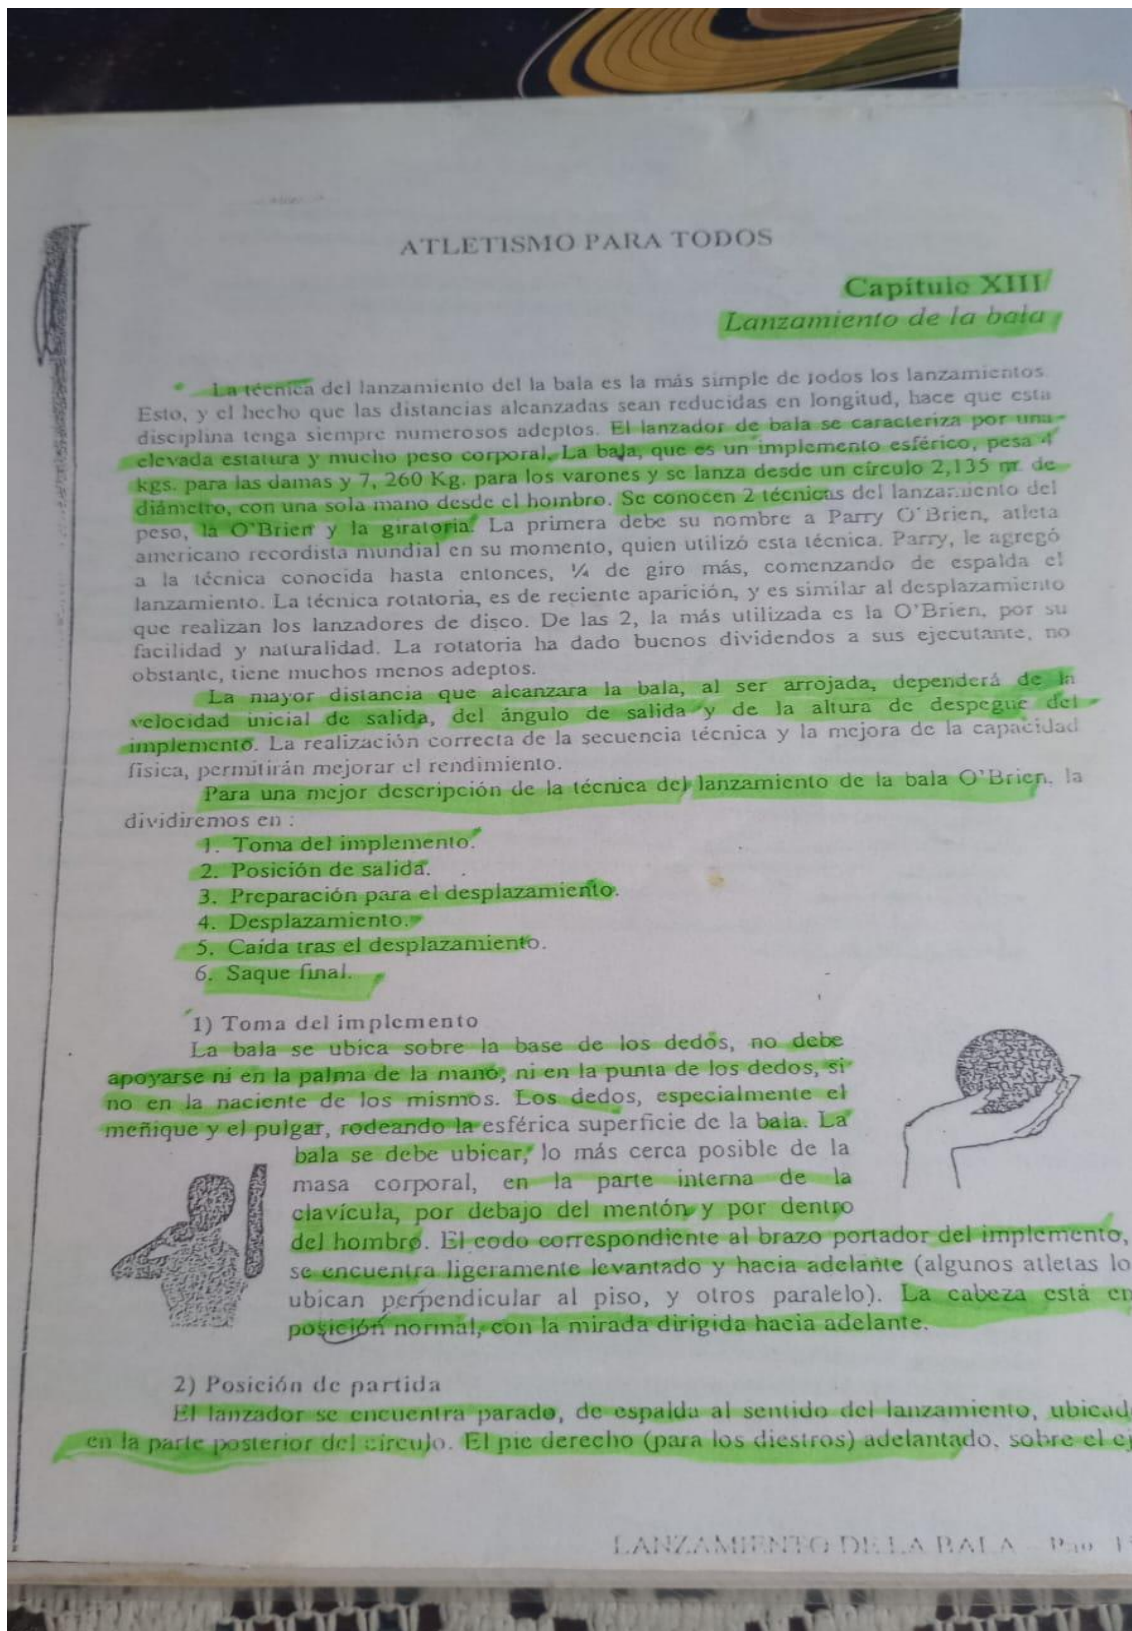 ATLETISMO PARA TODOS
Capítulo XIII
Lanzamiento de la bala
La técnica del lanzamiento del la bala es la más simple de todos los lanzamientos.
Esto, y el hecho que las distancias alcanzadas sean reducidas en longitud, hace que esta
disciplina tenga siempre numerosos adeptos. El lanzador de bala se caracteriza por una
elevada estatura y mucho peso corporal. La bala, que es un implemento esférico, pesa 4
kgs. para las damas y 7, 260 Kg. para los varones y se lanza desde un círculo 2,135 m. de
diámetro, con una sola mano desde el hombro. Se conocen 2 técnicas del lanzamiento del
peso, la O'Brien y la giratoria. La primera debe su nombre a Parry O'Brien, atleta
americano recordista mundial en su momento, quien utilizó esta técnica. Parry, le agregó
a la técnica conocida hasta entonces, ¼ de giro más, comenzando de espalda el
lanzamiento. La técnica rotatoria, es de reciente aparición, y es similar al desplazamiento
que realizan los lanzadores de disco. De las 2, la más utilizada es la O'Brien, por su
facilidad y naturalidad. La rotatoria ha dado buenos dividendos a sus ejecutante, no
obstante, tiene muchos menos adeptos.
La mayor distancia que alcanzara la bala, al ser arrojada, dependerá de la
velocidad inicial de salida, del ángulo de salida y de la altura de despegue del
implemento. La realización correcta de la secuencia técnica y la mejora de la capacidad
física, permitirán mejorar el rendimiento.
Para una mejor descripción de la técnica del lanzamiento de la bala O'Brien, la
dividiremos en :
1. Toma del implemento.
2. Posición de salida.
3. Preparación para el desplazamiento.
4. Desplazamiento.
5. Caída tras el desplazamiento.
6. Saque final.
1) Toma del implemento
La bala se ubica sobre la base de los dedos, no debe
apoyarse ni en la palma de la mano, ni en la punta de los dedos, si
no en la naciente de los mismos. Los dedos, especialmente el
meñique y el pulgar, rodeando la esférica superficie de la bala. La
bala se debe ubicar, lo más cerca posible de la
masa corporal, en la parte interna de la
clavícula, por debajo del mentón y por dentro
del hombro. El codo correspondiente al brazo portador del implemento,
se encuentra ligeramente levantado y hacia adelante (algunos atletas lo
ubican perpendicular al piso, y otros paralelo). La cabeza está en
posición normal, con la mirada dirigida hacia adelante.
2) Posición de partida
El lanzador se encuentra parado, de espalda al sentido del lanzamiento, ubicad
en la parte posterior del círculo. El pie derecho (para los diestros) adelantado, sobre el ej
LANZAMIENTO DE LA BALA